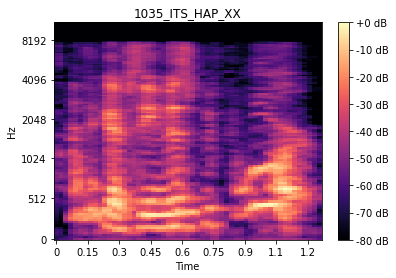 1035_ITS_HAP_XX
+0 dB
8192
-10 dB
4096
-20 dB
-30 dB
2048
Hz
-40 dB
1024
-50 dB
512
-60 dB
-70 dB
0
-80 dB
0 0.15 0.3 0.45 0.6 0.75 0.9 1.1 1.2
Time